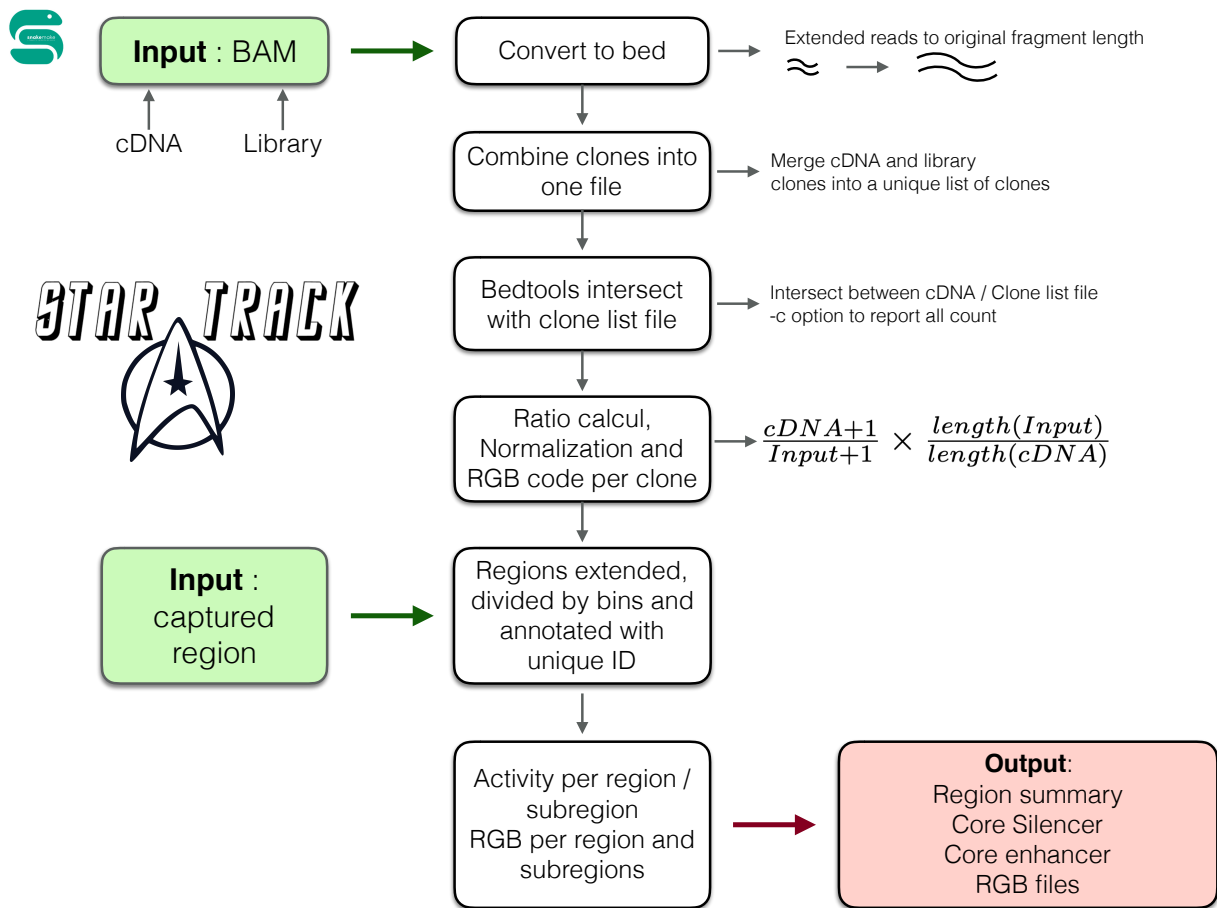 snakemake
Input : BAM
cDNA
Library
Convert to bed
Extended reads to original fragment length
Combine clones into
one file
Merge cDNA and library
clones into a unique list of clones
STAR TRACK
Bedtools intersect
with clone list file
Intersect between cDNA / Clone list file
-c option to report all count
Ratio calcul,
Normalization and
RGB code per clone
cDNA+1
Input+1
×
length(Input)
length(cDNA)
Input :
captured
region
Regions extended,
divided by bins and
annotated with
unique ID
Activity per region /
subregion
RGB per region and
subregions
Output:
Region summary
Core Silencer
Core enhancer
RGB files